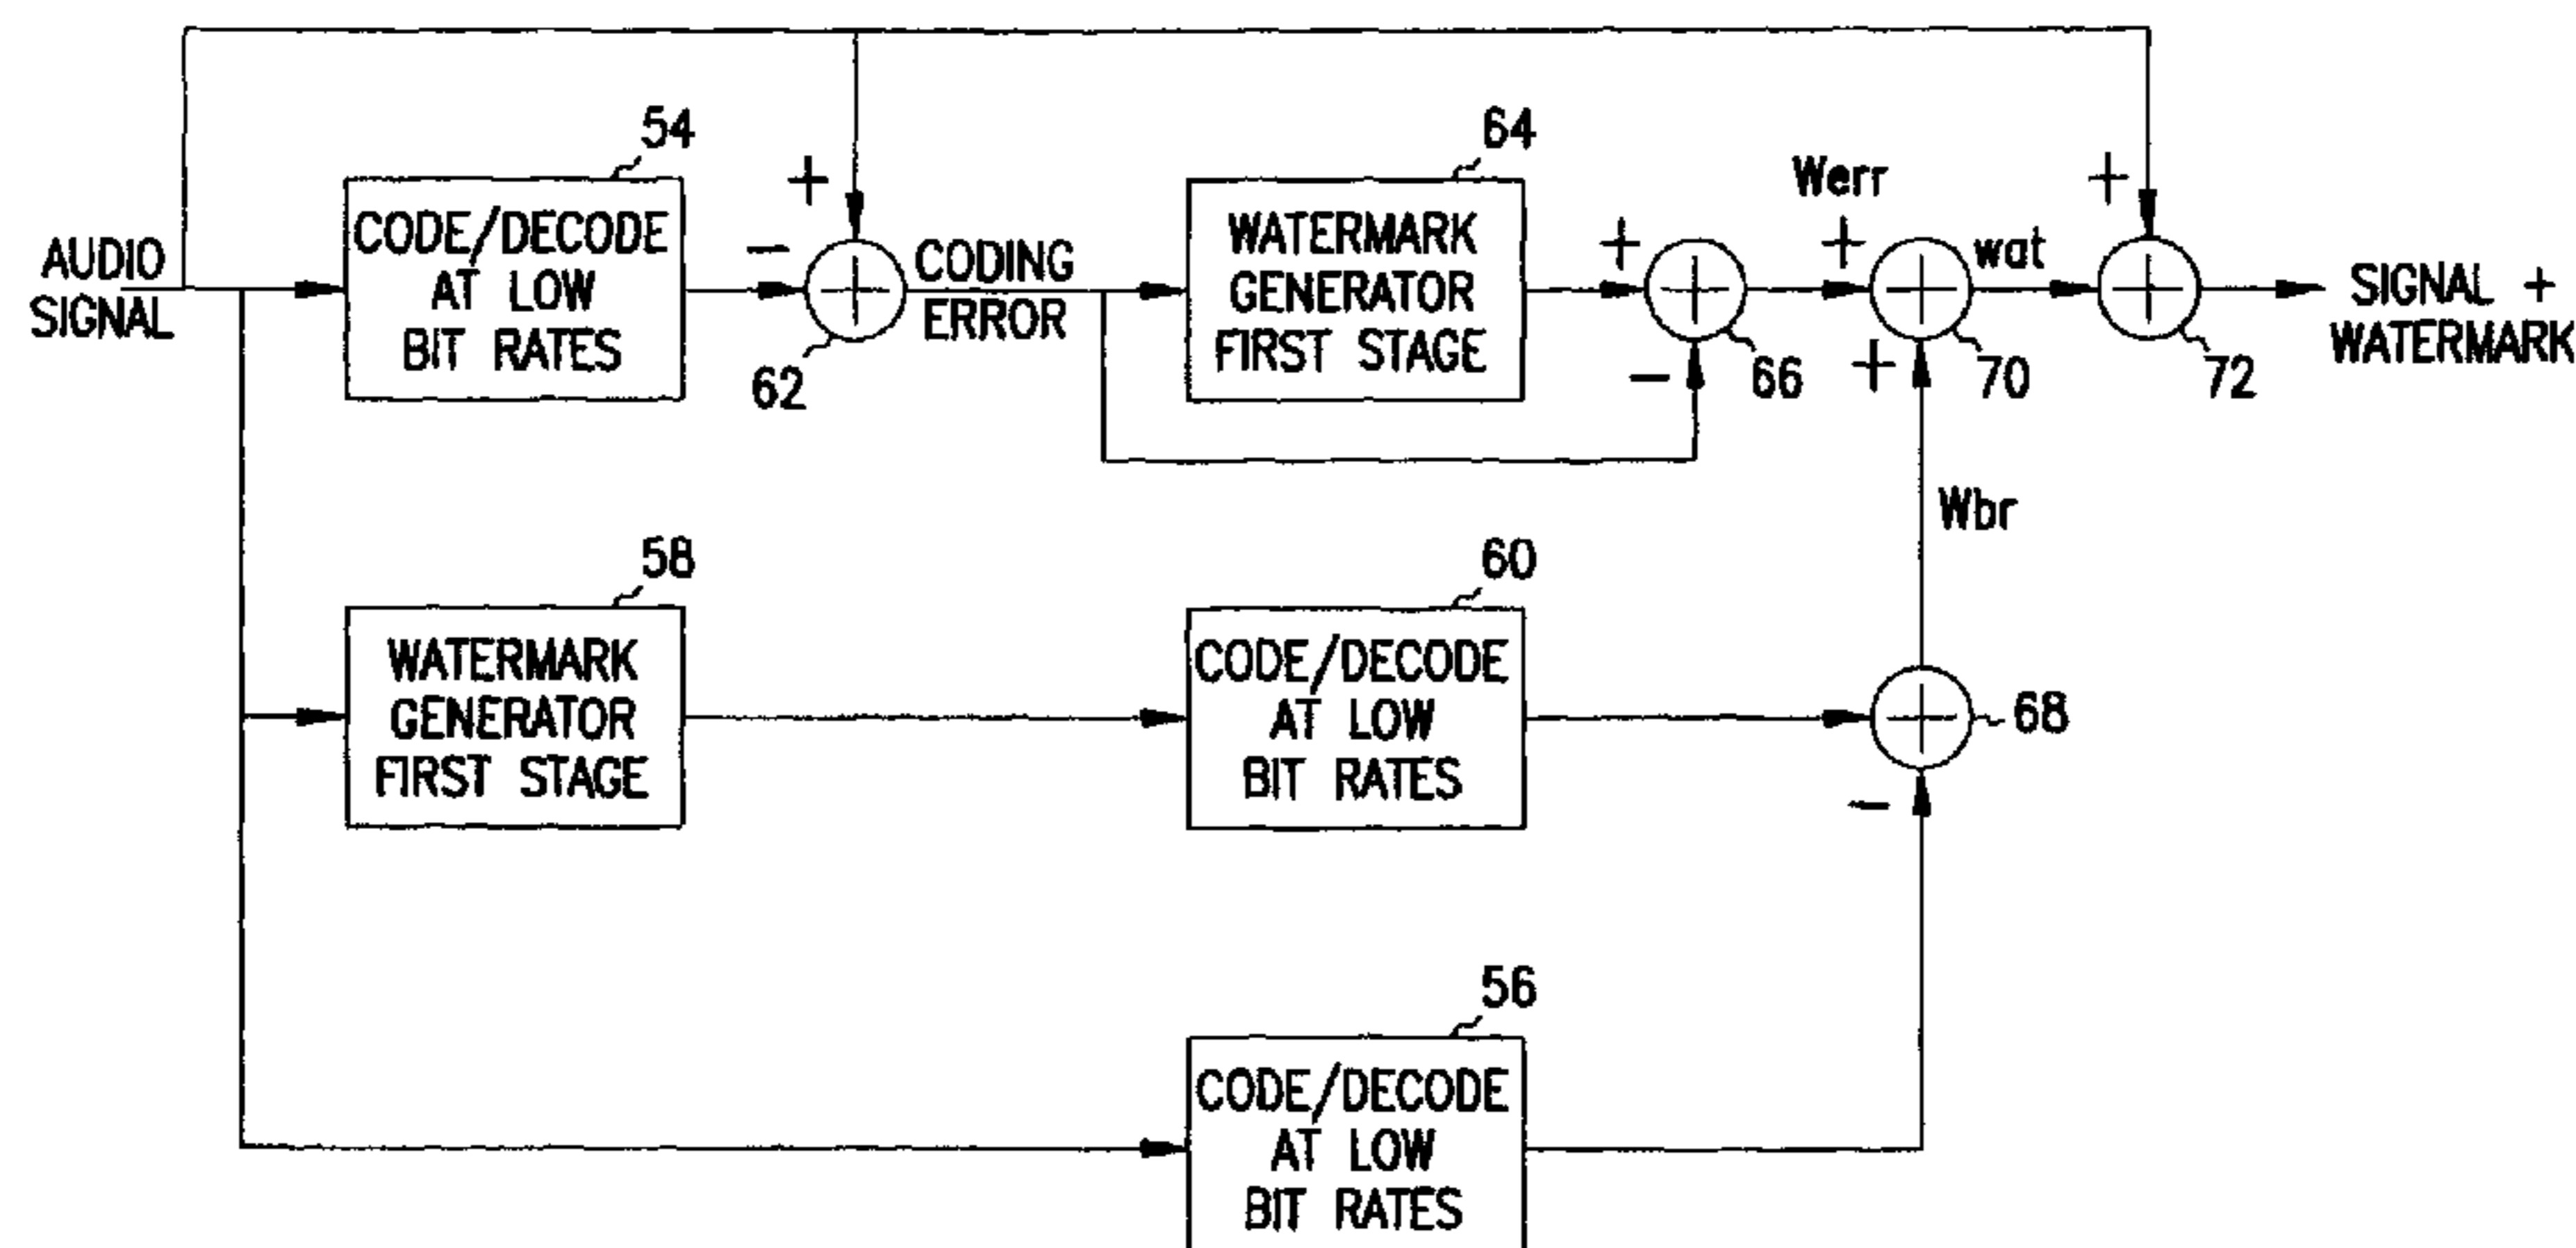 54
64
+
+
Werr
+
CODE/DECODE
AT LOW
BIT RATES
-
WATERMARK
GENERATOR
FIRST STAGE
+
wat
AUDIO
SIGNAL
CODING
ERROR
SIGNAL +
WATERMARK
62
-
66
+
70
72
Wbr
58
60
WATERMARK
GENERATOR
FIRST STAGE
CODE/DECODE
AT LOW
BIT RATES
68
-
56
CODE/DECODE
AT LOW
BIT RATES